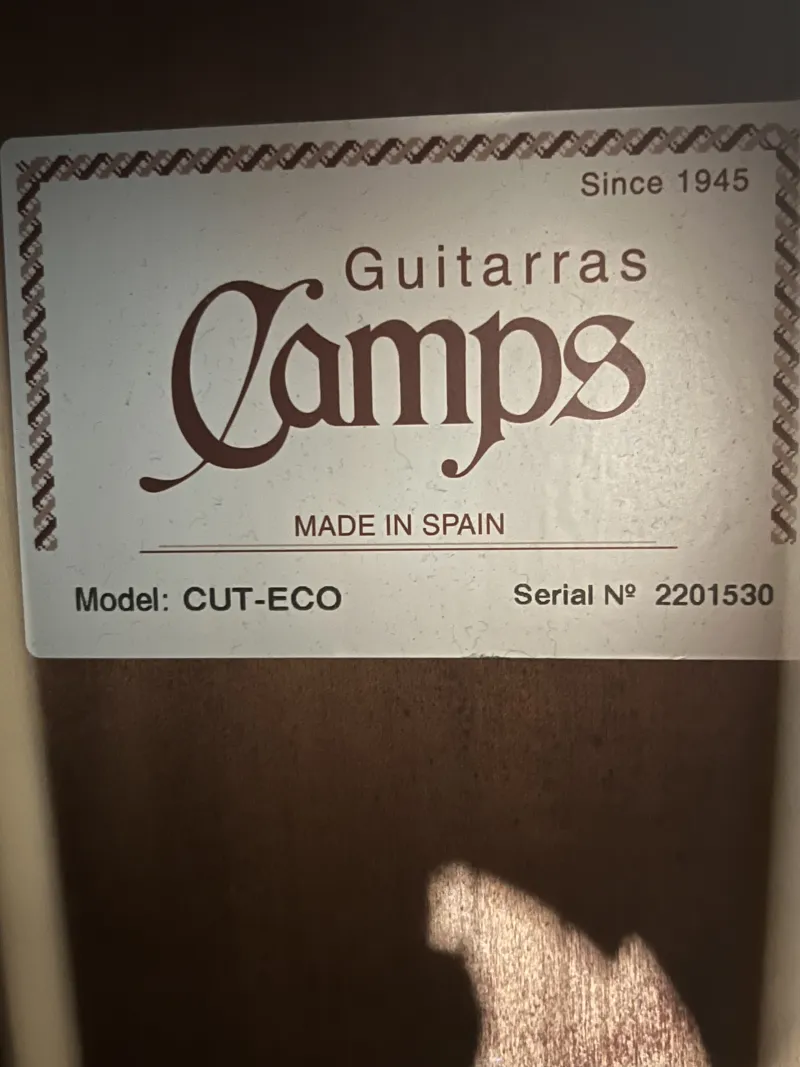 Since 1945
Guitarras
Camps
MADE IN SPAIN
Model: CUT-ECO Serial Nº 2201530